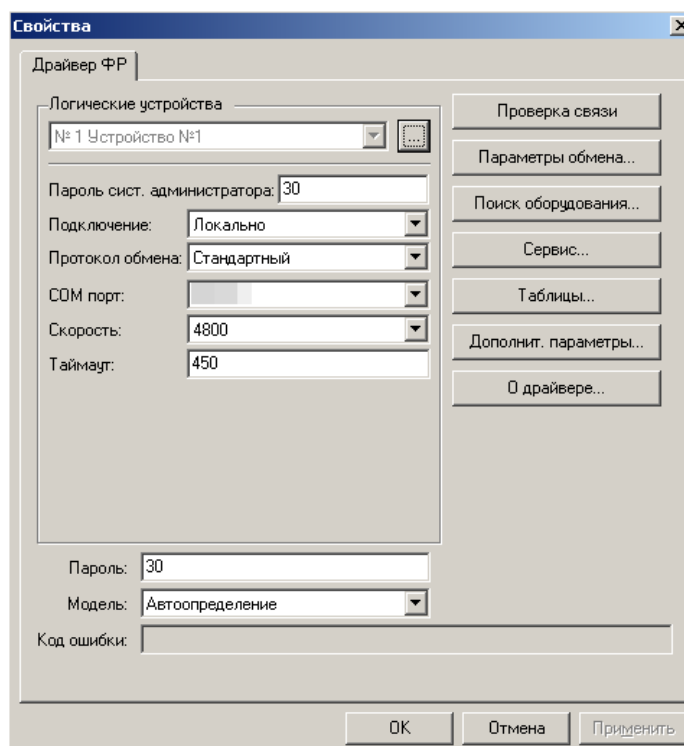 Свойства
Драйвер ФР
Логические устройства
№ 1 Устройство №1
...
Пароль сист. администратора: 30
Подключение: Локально
Протокол обмена: Стандартный
COM порт:
Скорость: 4800
Таймаут: 450
Проверка связи
Параметры обмена...
Поиск оборудования...
Сервис...
Таблицы...
Дополнит. параметры...
О драйвере...
Пароль: 30
Модель: Автоопределение
Код ошибки:
OK
Отмена
Применить